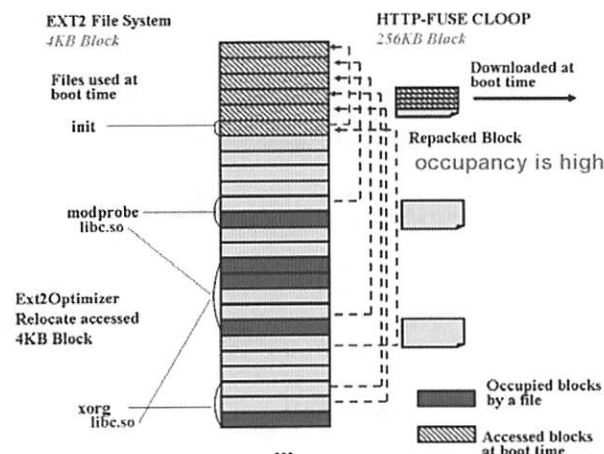 EXT2 File System
4KB Block
HTTP-FUSE CLOOP
256KB Block
Files used at
boot time
init
Downloaded at
boot time
Repacked Block
occupancy is high
modprobe
libc.so
Ext2Optimizer
Relocate accessed
4KB Block
xorg
libc.so
Occupied blocks
by a file
Accessed blocks
at boot time